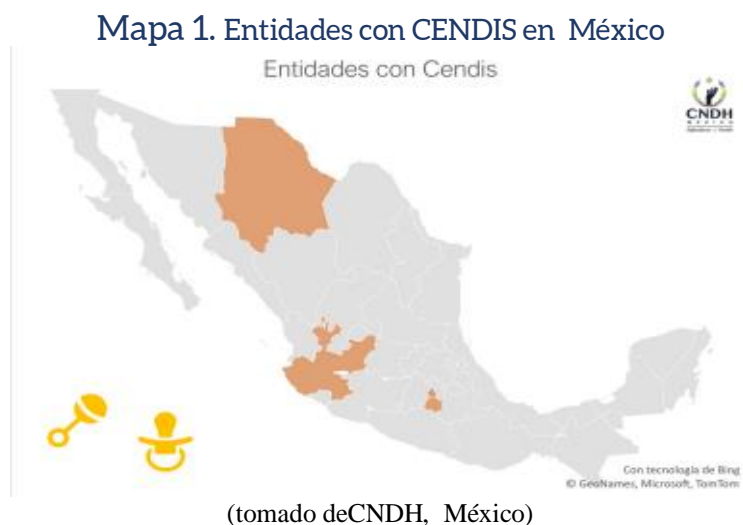 Mapa 1. Entidades con CENDIS en México
Entidades con Cendis
CNDH
MÉXICO
Con tecnología de Bing
© GeoNames, Microsoft, TomTom
(tomado deCNDH, México)